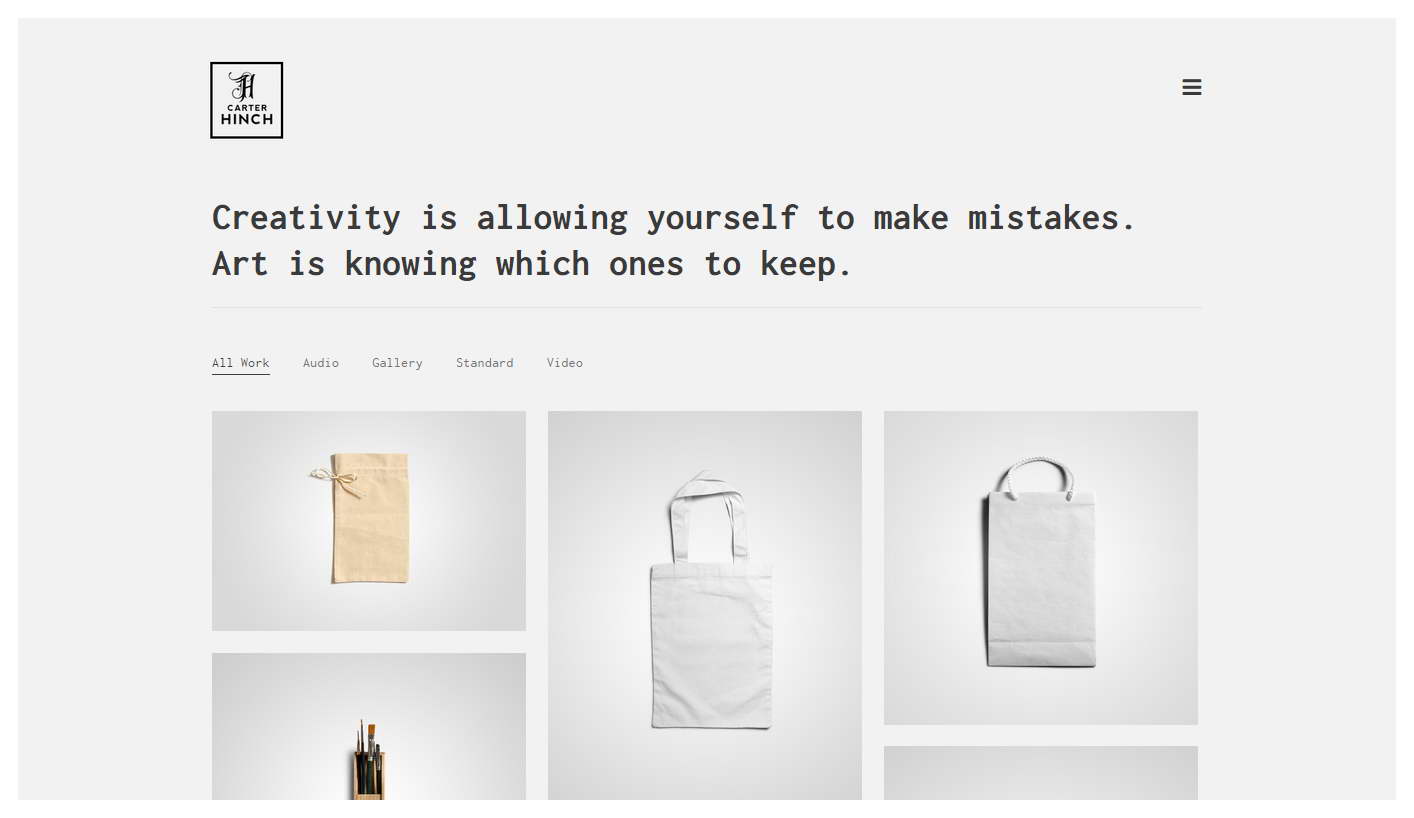 H
CARTER
HINCH
Creativity is allowing yourself to make mistakes.
Art is knowing which ones to keep.
All Work Audio Gallery Standard Video